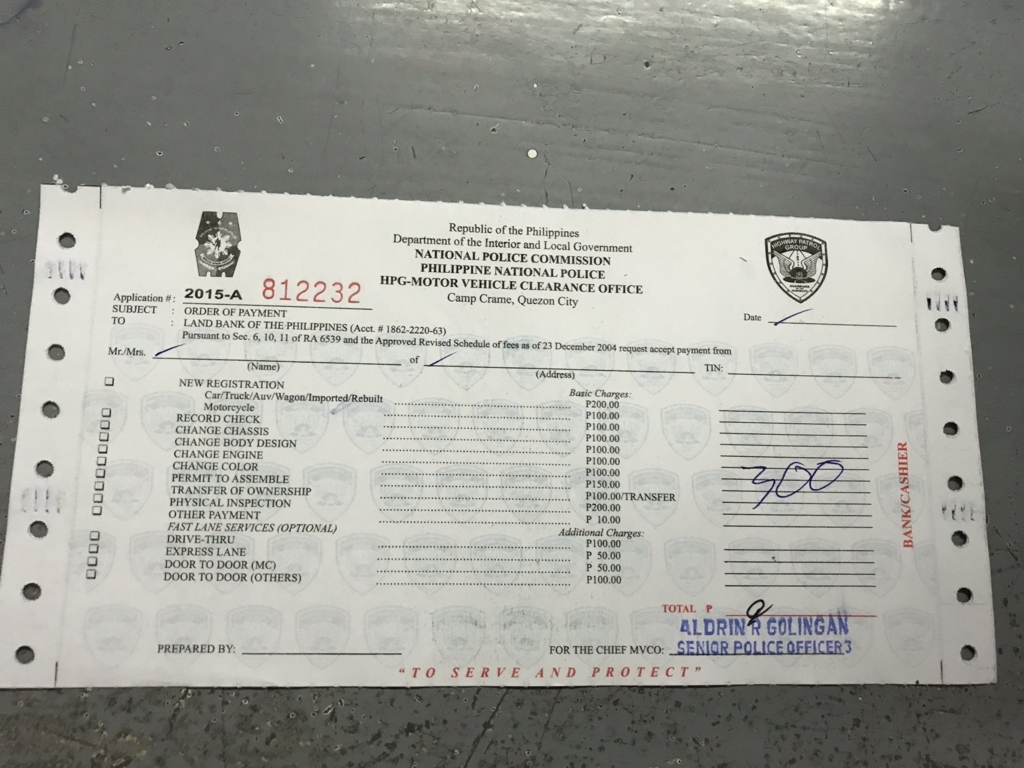 Republic of the Philippines
Department of the Interior and Local Government
NATIONAL POLICE COMMISSION
PHILIPPINE NATIONAL POLICE
HPG-MOTOR VEHICLE CLEARANCE OFFICE
Camp Crame, Quezon City
HIGHWAY PATROL
GROUP
Application #: 2015-A 812232
Date
SUBJECT : ORDER OF PAYMENT
TO : LAND BANK OF THE PHILIPPINES (Acct. # 1862-2220-63)
Pursuant to Sec. 6, 10, 11 of RA 6539 and the Approved Revised Schedule of fees as of 23 December 2004 request accept payment from
Mr./Mrs. of TIN:
(Name) (Address)
NEW REGISTRATION Basic Charges:
Car/Truck/Auv/Wagon/Imported/Rebuilt P200.00
Motorcycle P100.00
RECORD CHECK P100.00
CHANGE CHASSIS P100.00
CHANGE BODY DESIGN P100.00
CHANGE ENGINE P100.00
CHANGE COLOR P100.00
PERMIT TO ASSEMBLE P150.00
TRANSFER OF OWNERSHIP P100.00/TRANSFER
PHYSICAL INSPECTION P200.00
OTHER PAYMENT P 10.00
300
BANK/CASHIER
FAST LANE SERVICES (OPTIONAL) Additional Charges:
DRIVE-THRU P100.00
EXPRESS LANE P 50.00
DOOR TO DOOR (MC) P 50.00
DOOR TO DOOR (OTHERS) P100.00
TOTAL P
ALDRIN R GOLINGAN
PREPARED BY: FOR THE CHIEF MVCO: SENIOR POLICE OFFICER3
"TO SERVE AND PROTECT"